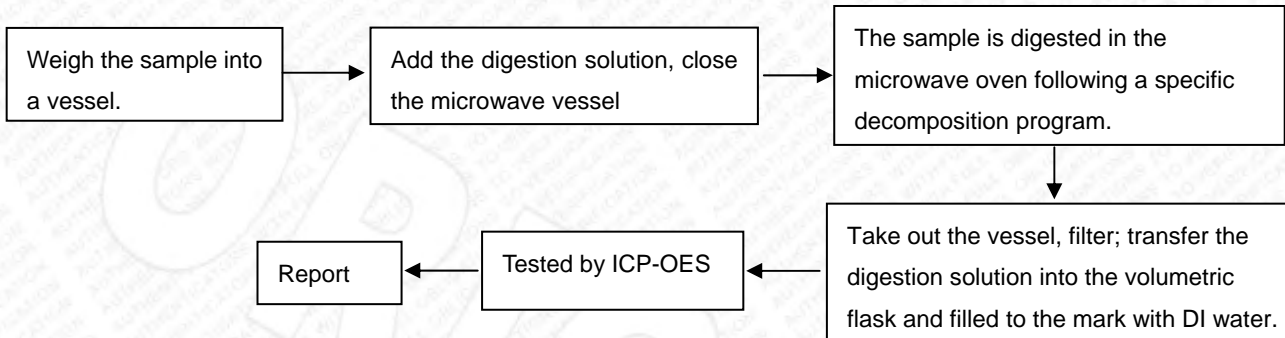 Weigh the sample into
a vessel.
Add the digestion solution, close
the microwave vessel
The sample is digested in the
microwave oven following a specific
decomposition program.
Take out the vessel, filter; transfer the
digestion solution into the volumetric
flask and filled to the mark with DI water.
Tested by ICP-OES
Report